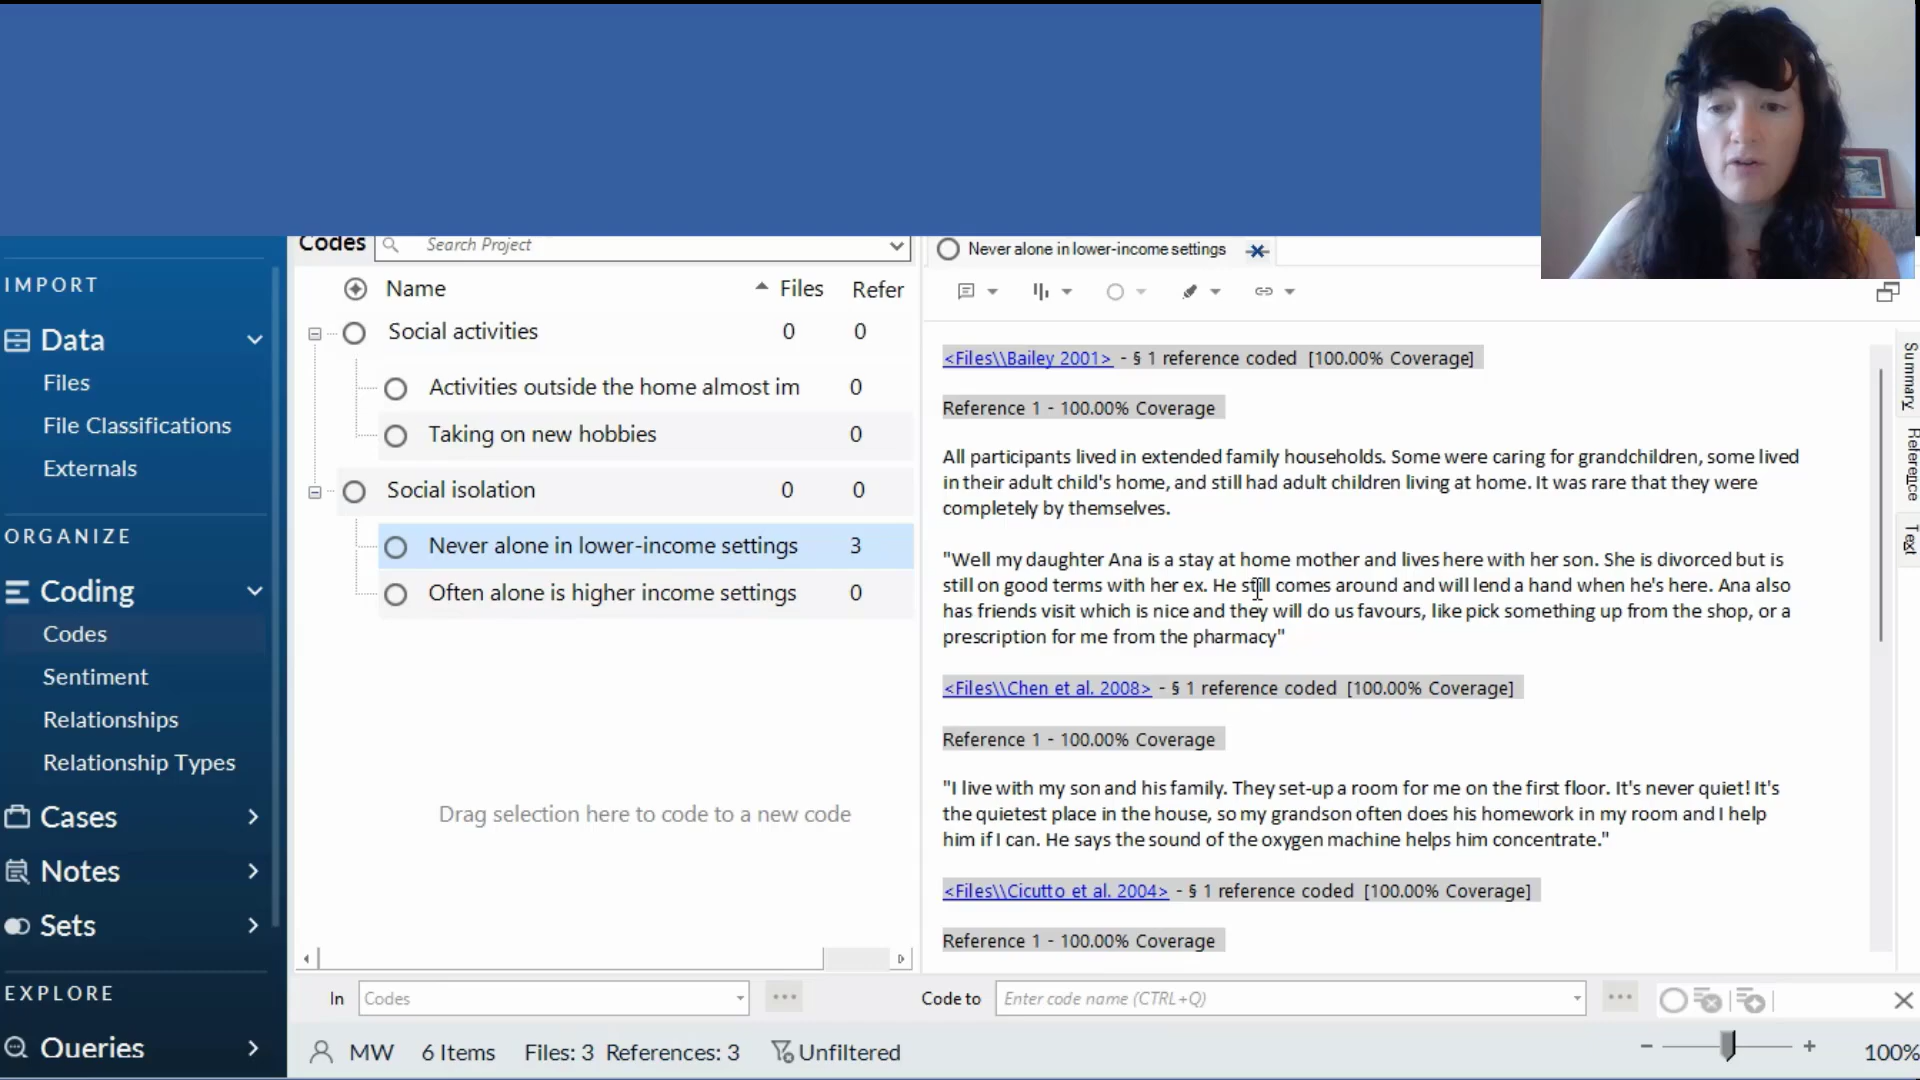 IMPORT
Data
Files
File Classifications
Externals
ORGANIZE
Coding
Codes
Sentiment
Relationships
Relationship Types
Cases
Notes
Sets
EXPLORE
Queries
Codes
Search Project
Name Files Refer
Social activities 0 0
Activities outside the home almost im 0
Taking on new hobbies 0
Social isolation 0 0
Never alone in lower-income settings 3
Often alone is higher income settings 0
Drag selection here to code to a new code
Never alone in lower-income settings
<Files\\Bailey 2001> - § 1 reference coded [100.00% Coverage]
Reference 1 - 100.00% Coverage
All participants lived in extended family households. Some were caring for grandchildren, some lived
in their adult child's home, and still had adult children living at home. It was rare that they were
completely by themselves.
"Well my daughter Ana is a stay at home mother and lives here with her son. She is divorced but is
still on good terms with her ex. He still comes around and will lend a hand when he's here. Ana also
has friends visit which is nice and they will do us favours, like pick something up from the shop, or a
prescription for me from the pharmacy"
<Files\\Chen et al. 2008> - § 1 reference coded [100.00% Coverage]
Reference 1 - 100.00% Coverage
"I live with my son and his family. They set-up a room for me on the first floor. It's never quiet! It's
the quietest place in the house, so my grandson often does his homework in my room and I help
him if I can. He says the sound of the oxygen machine helps him concentrate."
<Files\\Cicutto et al. 2004> - § 1 reference coded [100.00% Coverage]
Reference 1 - 100.00% Coverage
Summary
Reference
Text
In Codes
Code to Enter code name (CTRL+Q)
MW 6 Items Files: 3 References: 3 Unfiltered
100%